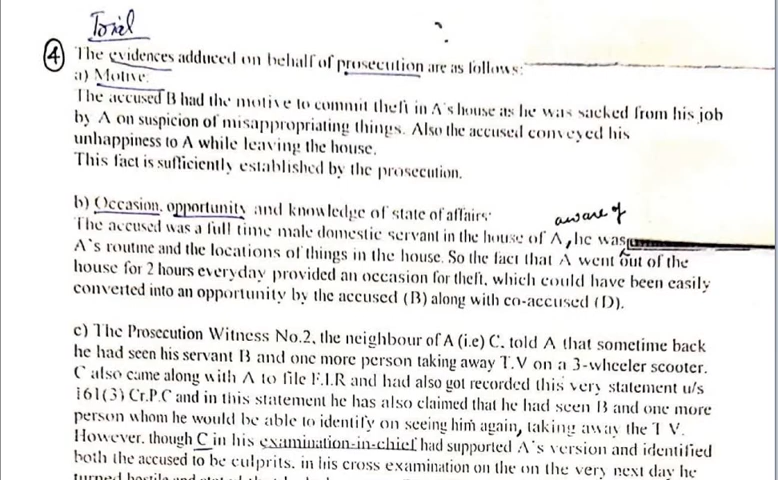 Trial
④ The evidences adduced on behalf of prosecution are as follows:
a) Motive:
The accused B had the motive to commit theft in A's house as he was sacked from his job
by A on suspicion of misappropriating things. Also the accused conveyed his
unhappiness to A while leaving the house.
This fact is sufficiently established by the prosecution.
b) Occasion, opportunity and knowledge of state of affairs:
aware of
The accused was a full time male domestic servant in the house of A, he was
A's routine and the locations of things in the house. So the fact that A went out of the
house for 2 hours everyday provided an occasion for theft, which could have been easily
converted into an opportunity by the accused (B) along with co-accused (D).
c) The Prosecution Witness No.2, the neighbour of A (i.e) C, told A that sometime back
he had seen his servant B and one more person taking away T.V on a 3-wheeler scooter.
C also came along with A to file F.I.R and had also got recorded this very statement u/s
161(3) Cr.P.C and in this statement he has also claimed that he had seen B and one more
person whom he would be able to identify on seeing him again, taking away the T V.
However, though C in his examination-in-chief had supported A's version and identified
both the accused to be culprits, in his cross examination on the on the very next day he
turned hostile and stated that